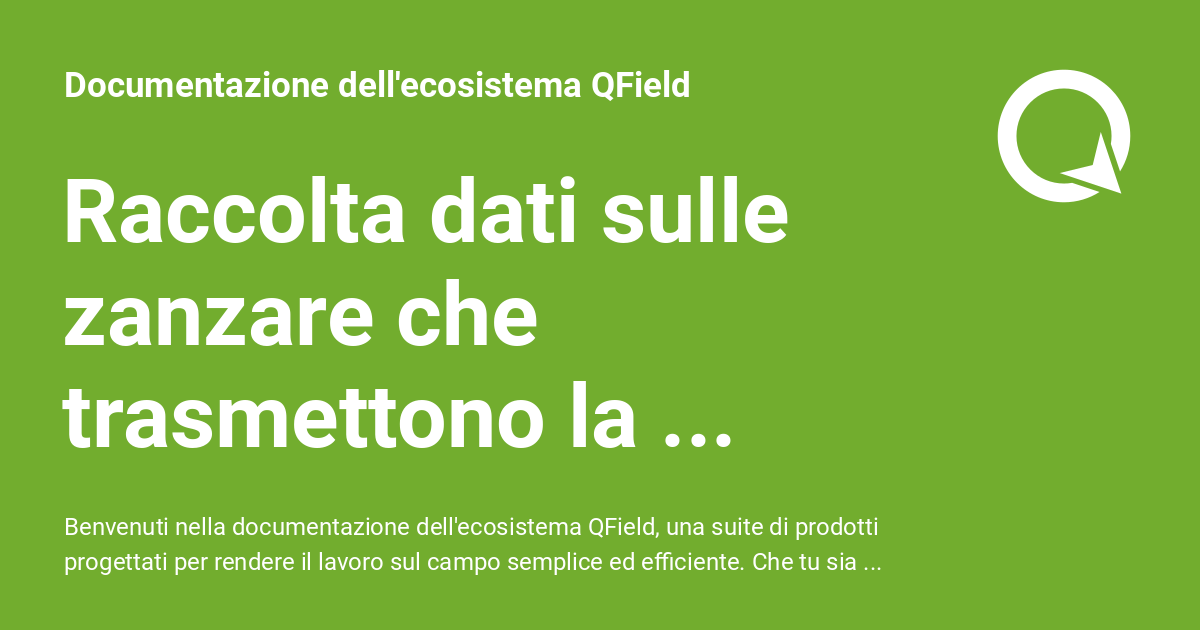 Documentazione dell'ecosistema QField
Raccolta dati sulle
zanzare che
trasmettono la ...
Benvenuti nella documentazione dell'ecosistema QField, una suite di prodotti
progettati per rendere il lavoro sul campo semplice ed efficiente. Che tu sia ...